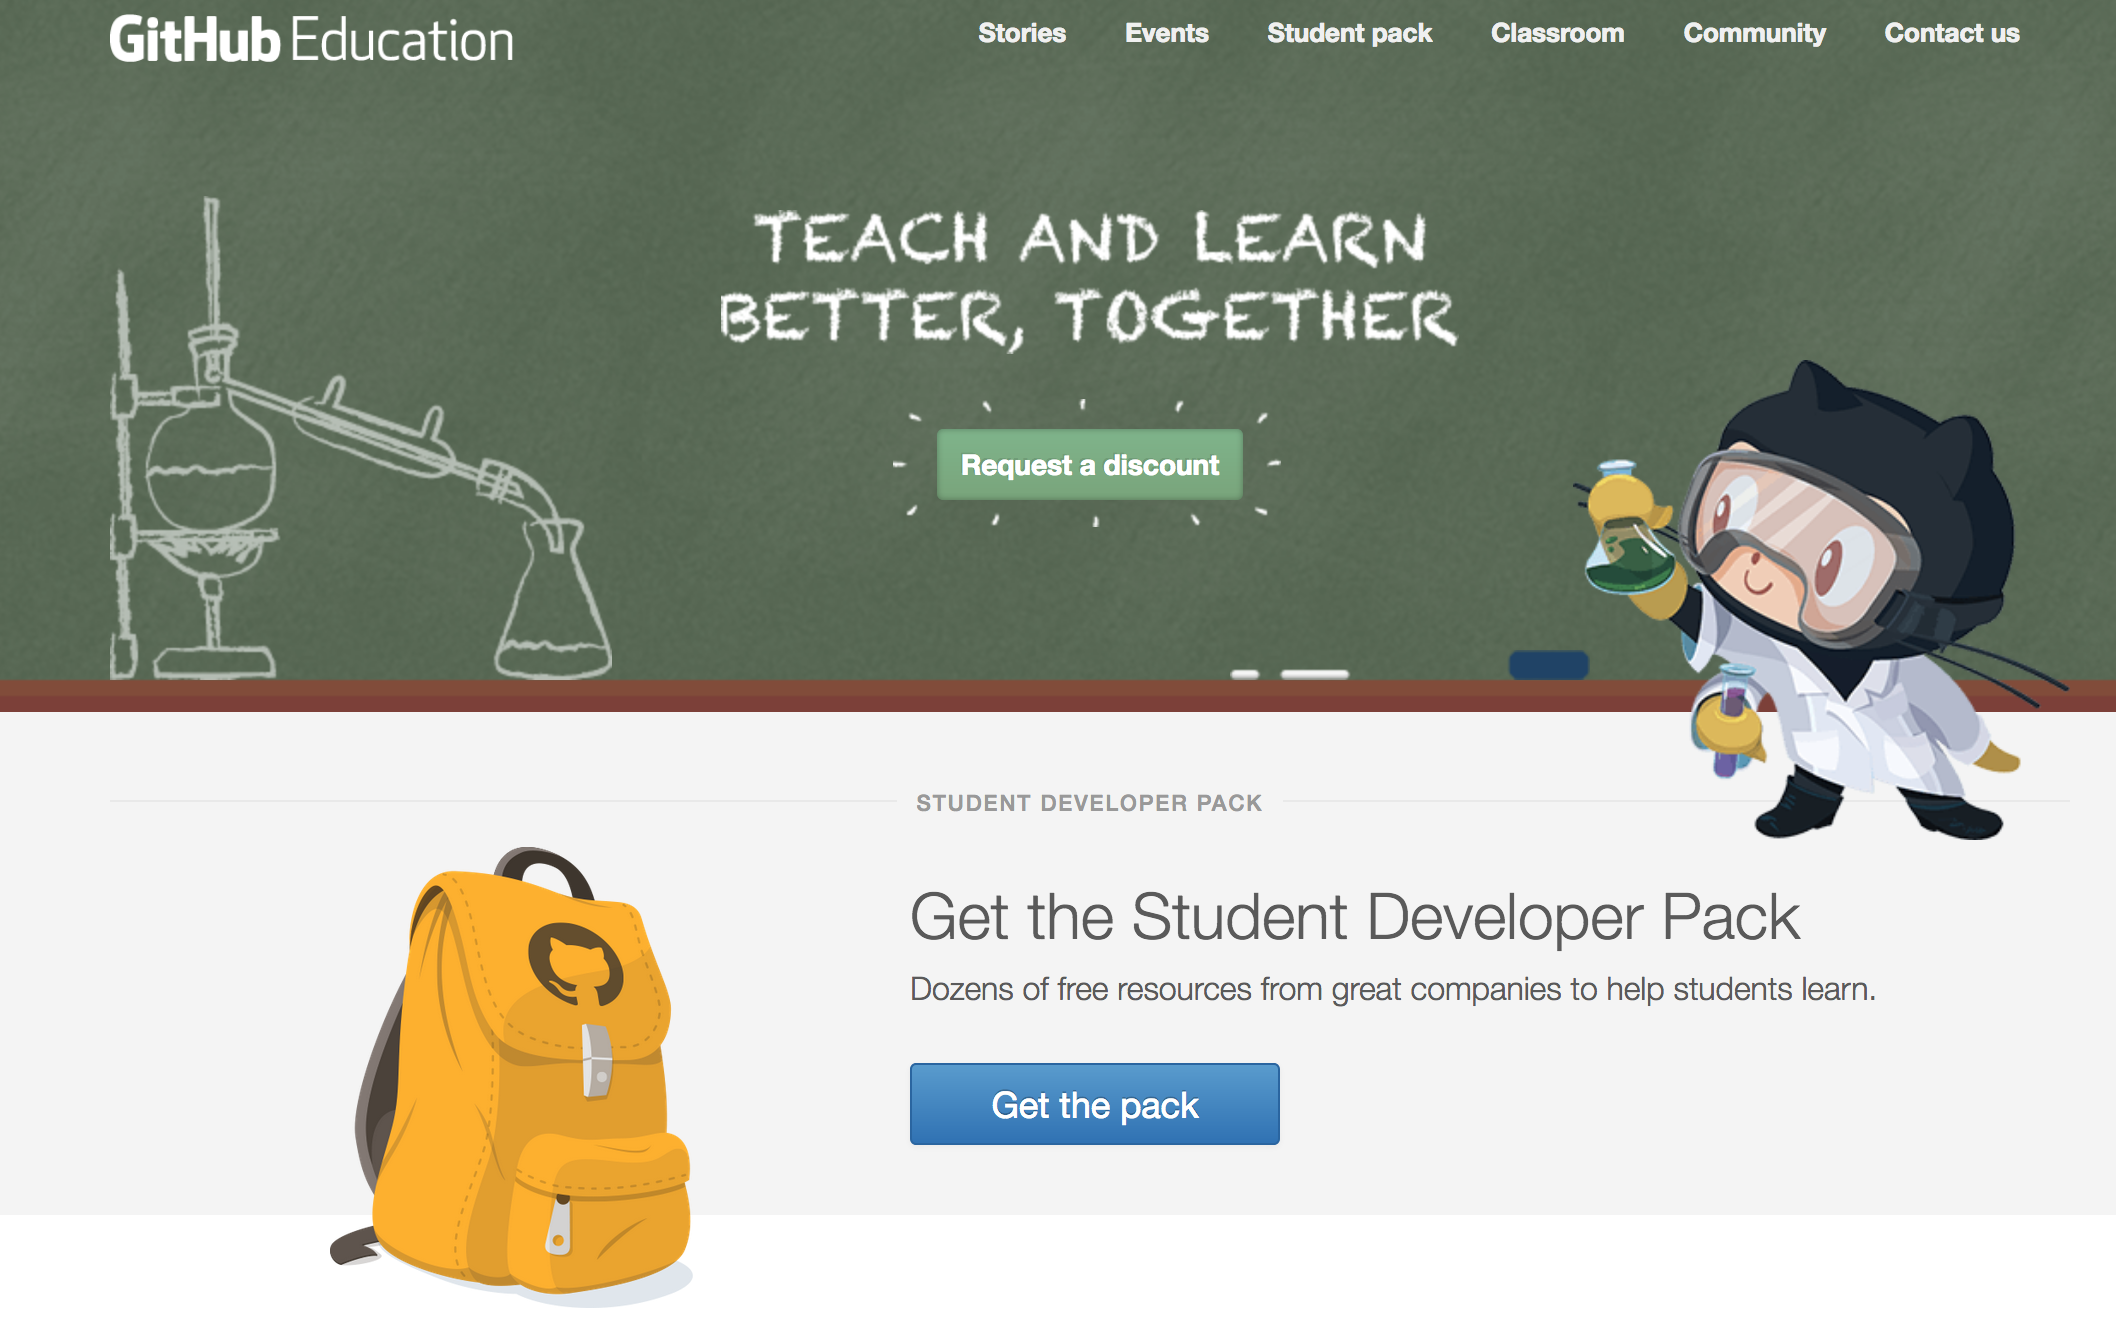 GitHub Education
Stories Events Student pack Classroom Community Contact us
TEACH AND LEARN
BETTER, TOGETHER
Request a discount
STUDENT DEVELOPER PACK
Get the Student Developer Pack
Dozens of free resources from great companies to help students learn.
Get the pack